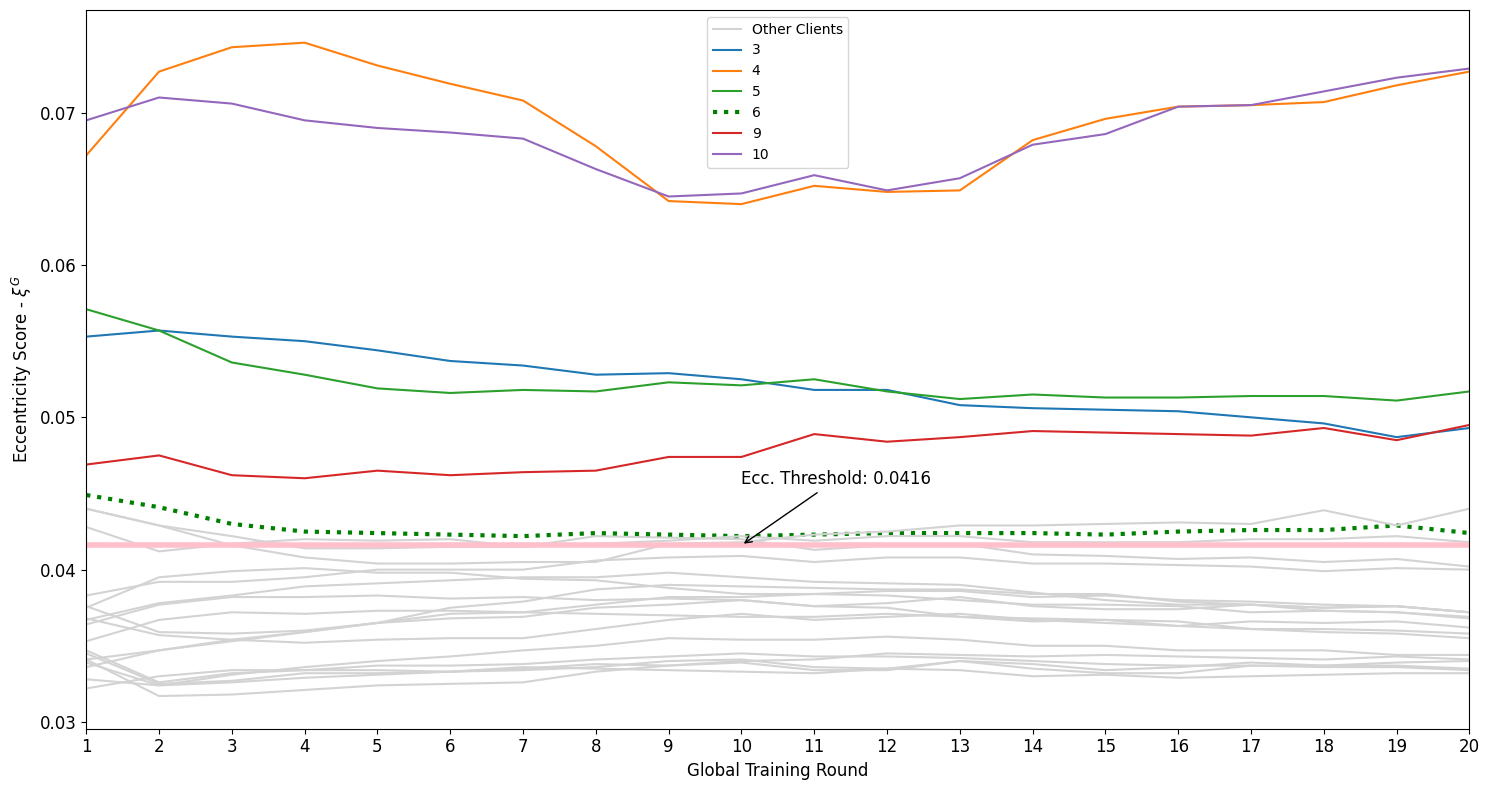 Other Clients
3
4
5
6
9
10
0.07
0.06
0.05
0.04
0.03
Eccentricity Score - ξ^G
Ecc. Threshold: 0.0416
1 2 3 4 5 6 7 8 9 10 11 12 13 14 15 16 17 18 19 20
Global Training Round